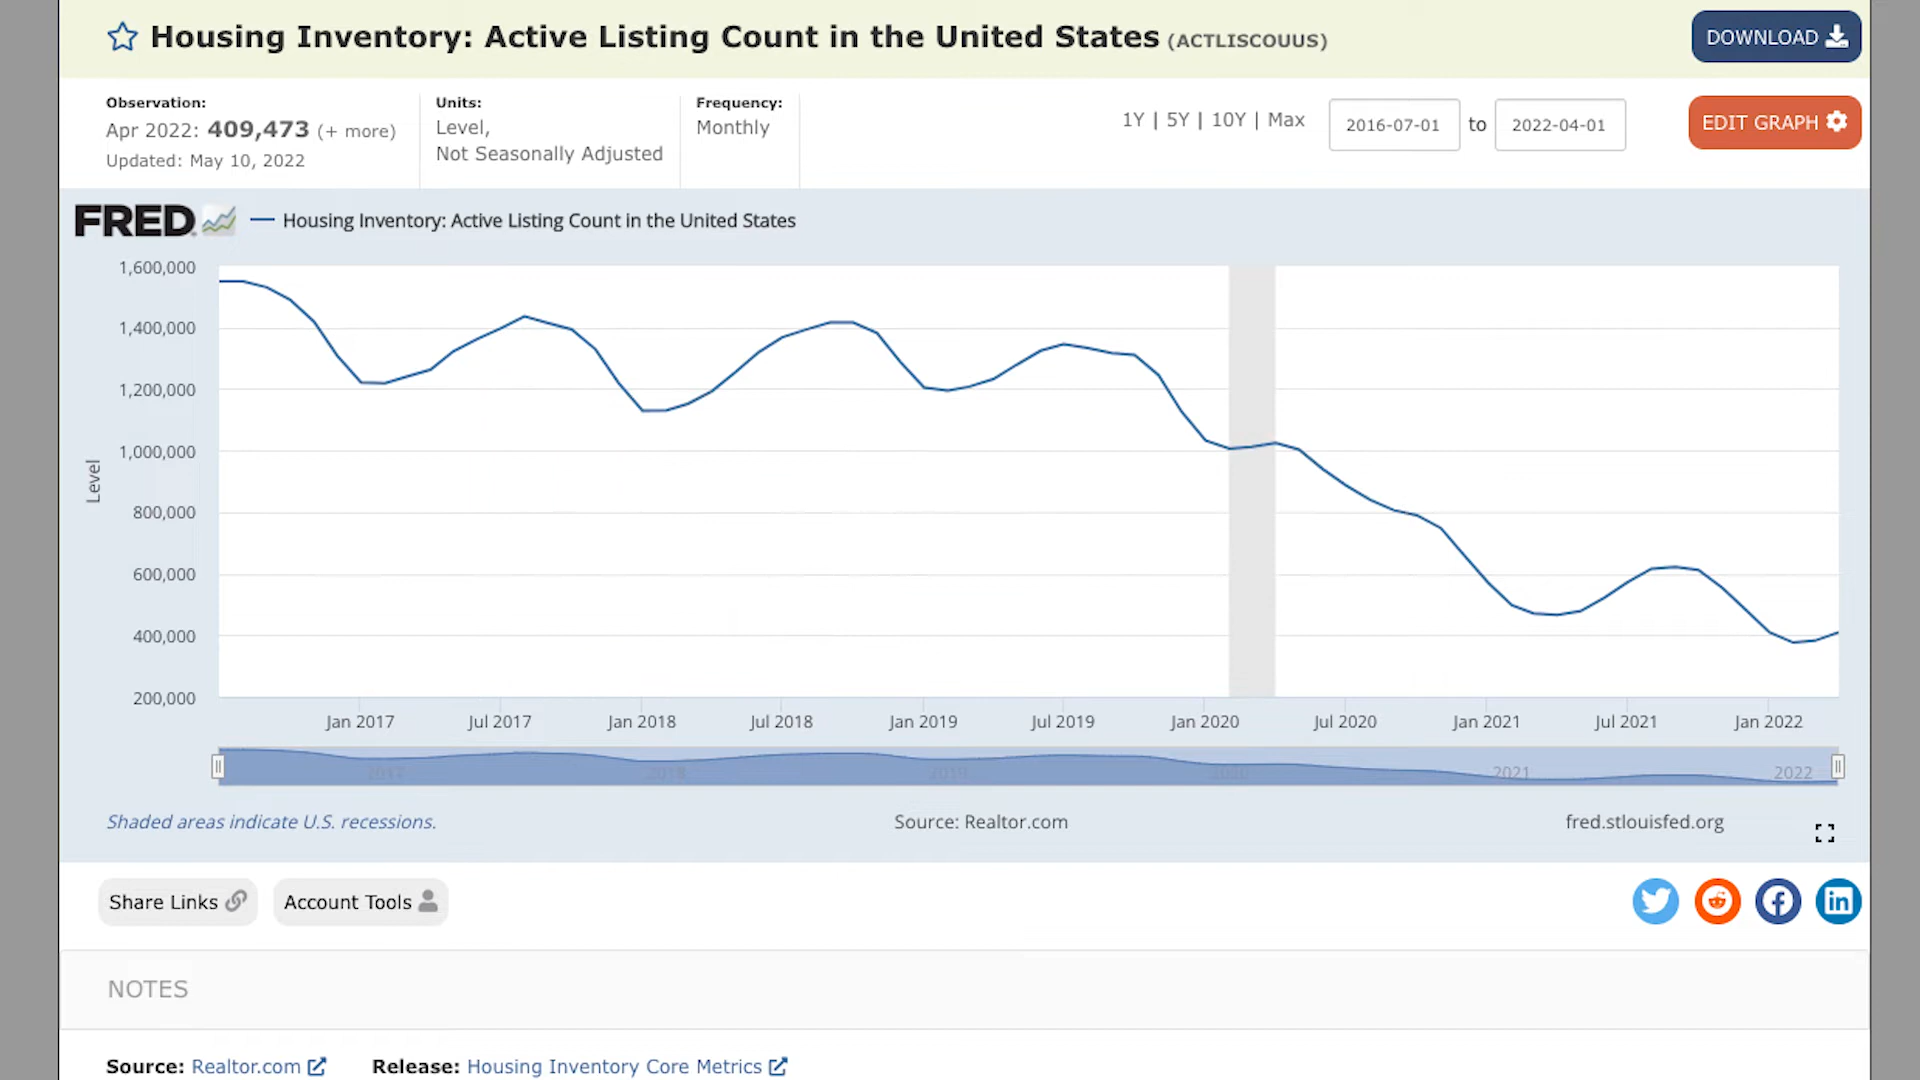 Housing Inventory: Active Listing Count in the United States (ACTLISCOUUS)
DOWNLOAD
Observation:
Apr 2022: 409,473 (+ more)
Updated: May 10, 2022
Units:
Level,
Not Seasonally Adjusted
Frequency:
Monthly
1Y | 5Y | 10Y | Max
2016-07-01 to 2022-04-01
EDIT GRAPH
FRED
Housing Inventory: Active Listing Count in the United States
1,600,000
1,400,000
1,200,000
1,000,000
800,000
600,000
400,000
200,000
Level
Jan 2017 Jul 2017 Jan 2018 Jul 2018 Jan 2019 Jul 2019 Jan 2020 Jul 2020 Jan 2021 Jul 2021 Jan 2022
2017 2018 2019 2020 2021 2022
Shaded areas indicate U.S. recessions.
Source: Realtor.com
fred.stlouisfed.org
Share Links
Account Tools
in
NOTES
Source: Realtor.com Release: Housing Inventory Core Metrics